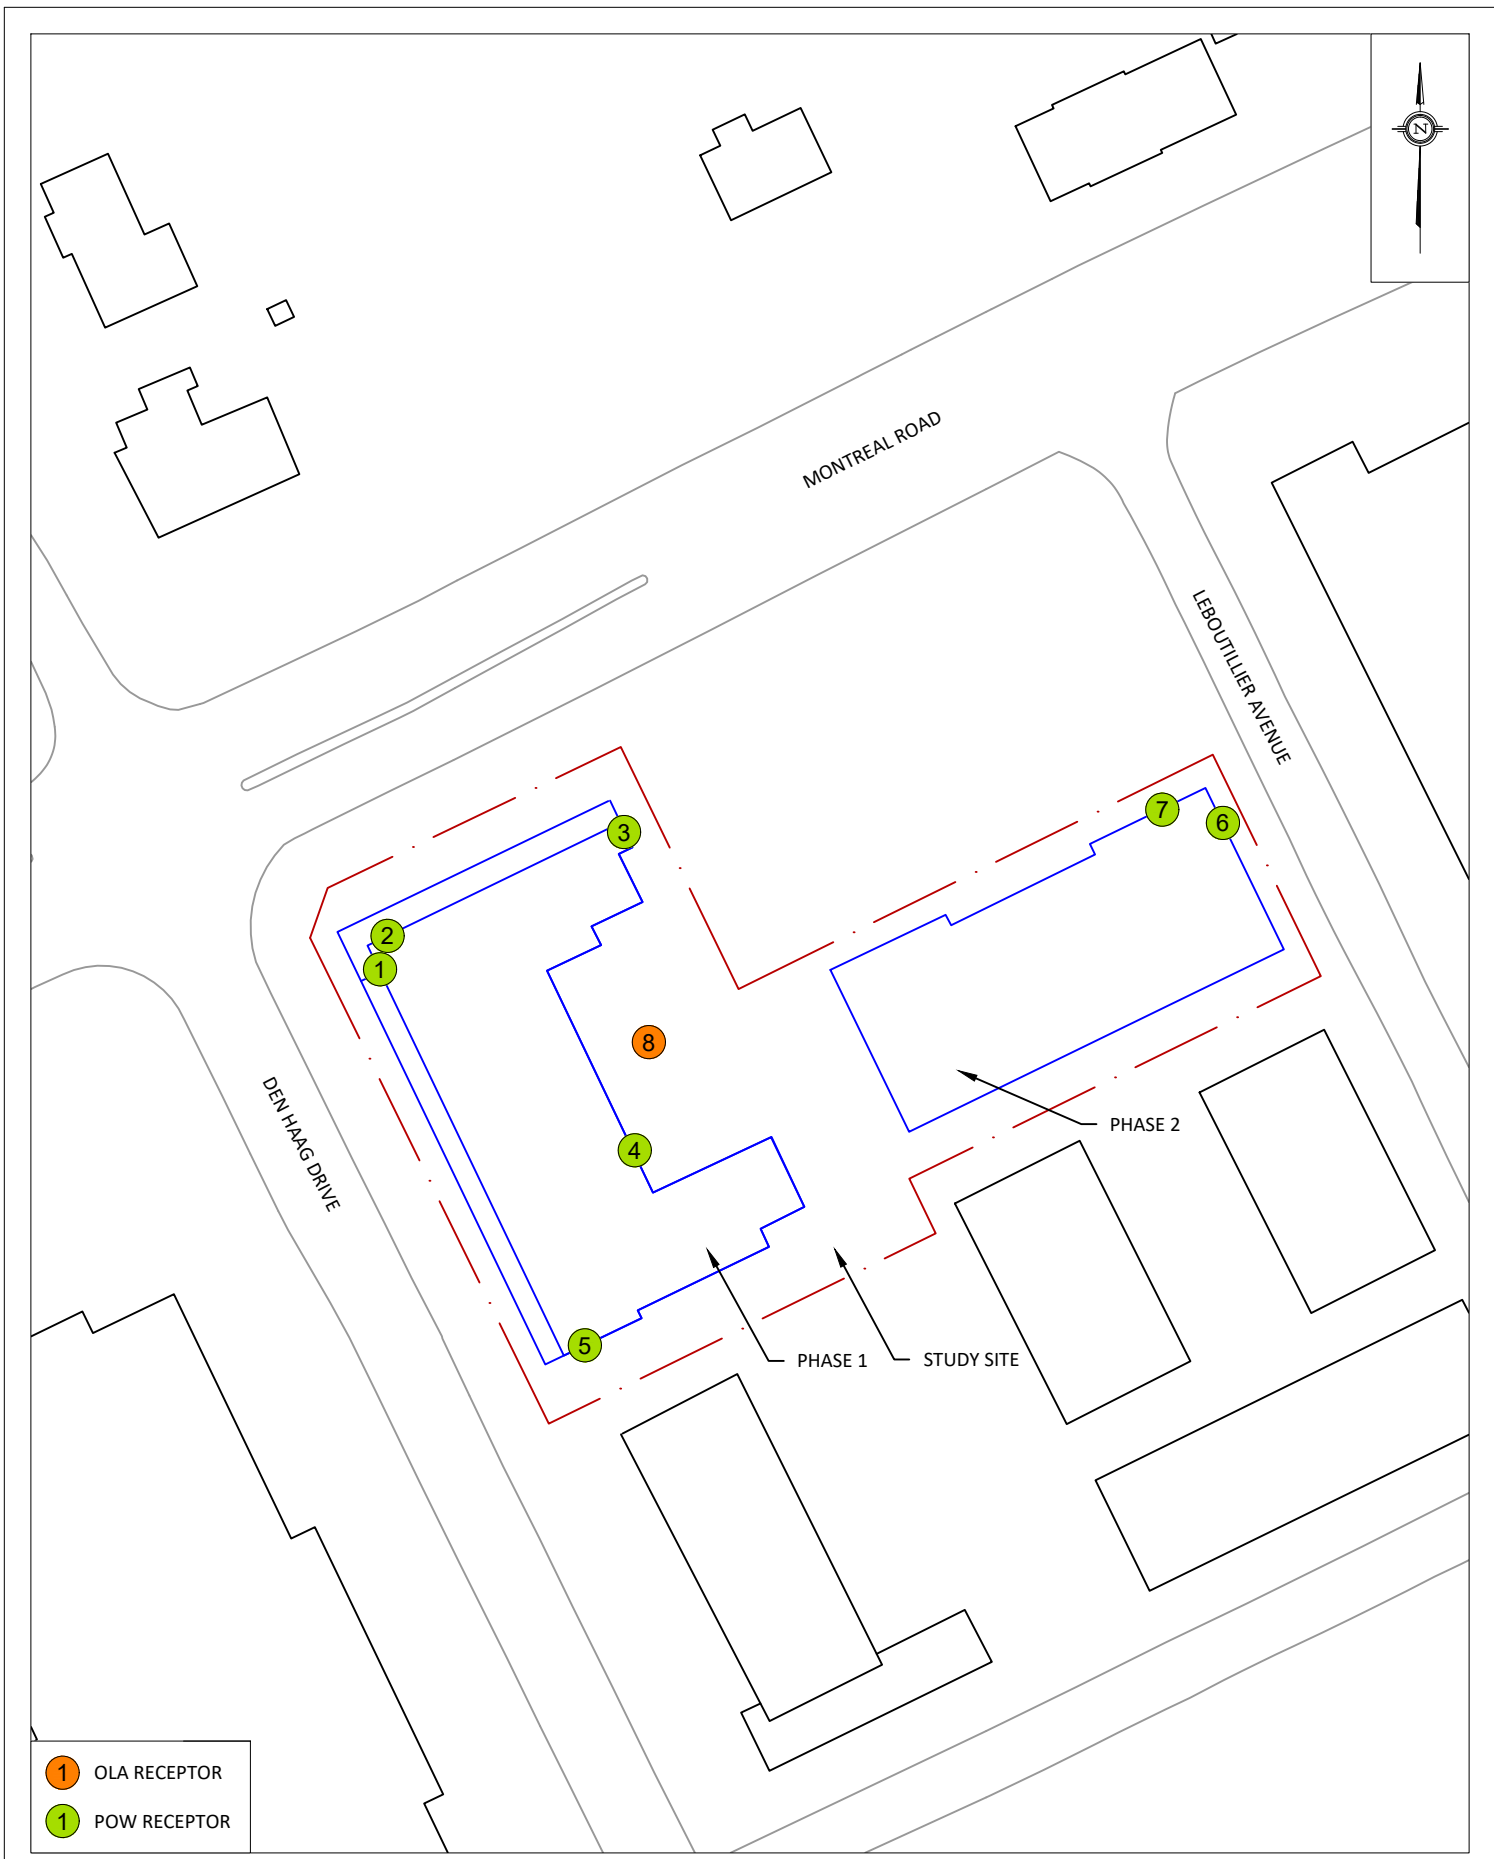 N
MONTREAL ROAD
LEBOUTILLIER AVENUE
3
7
6
2
1
8
DEN HAAG DRIVE
4
PHASE 2
5
PHASE 1
STUDY SITE
1 OLA RECEPTOR
1 POW RECEPTOR